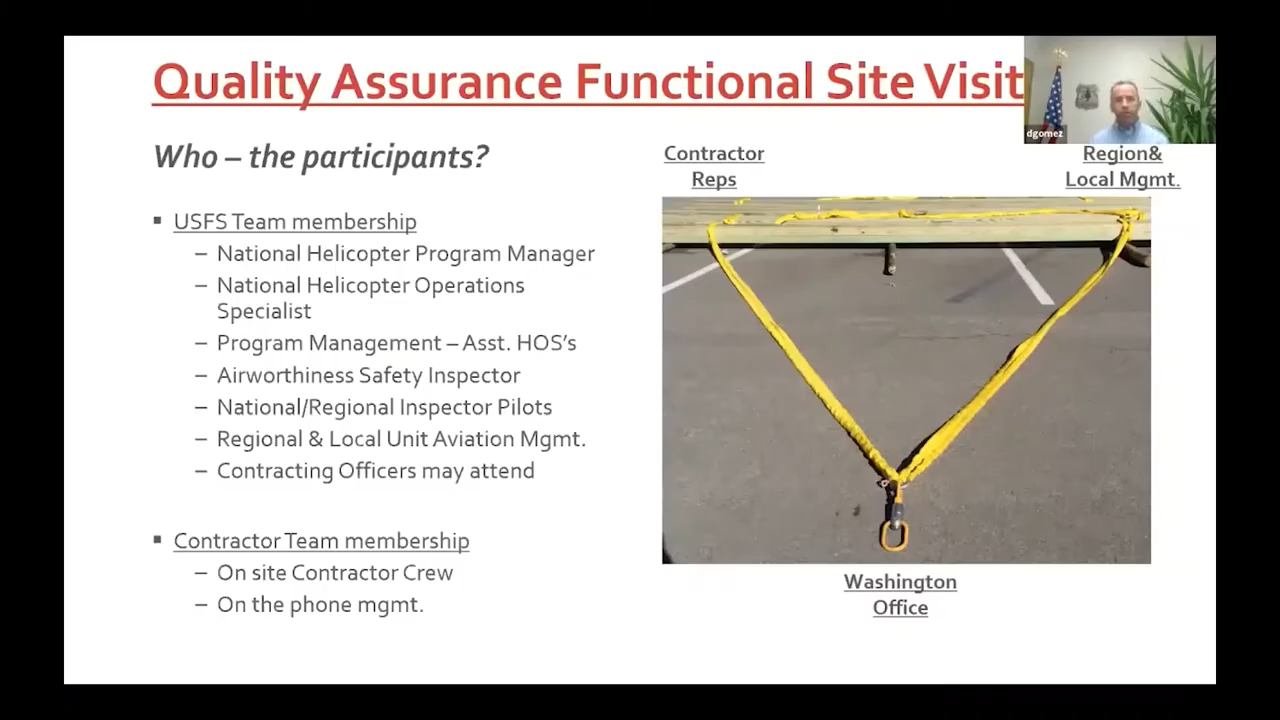 Quality Assurance Functional Site Visit
dgomez
Who – the participants?
▪ USFS Team membership
– National Helicopter Program Manager
– National Helicopter Operations
Specialist
– Program Management – Asst. HOS's
– Airworthiness Safety Inspector
– National/Regional Inspector Pilots
– Regional & Local Unit Aviation Mgmt.
– Contracting Officers may attend
▪ Contractor Team membership
– On site Contractor Crew
– On the phone mgmt.
Contractor
Reps
Region&
Local Mgmt.
Washington
Office